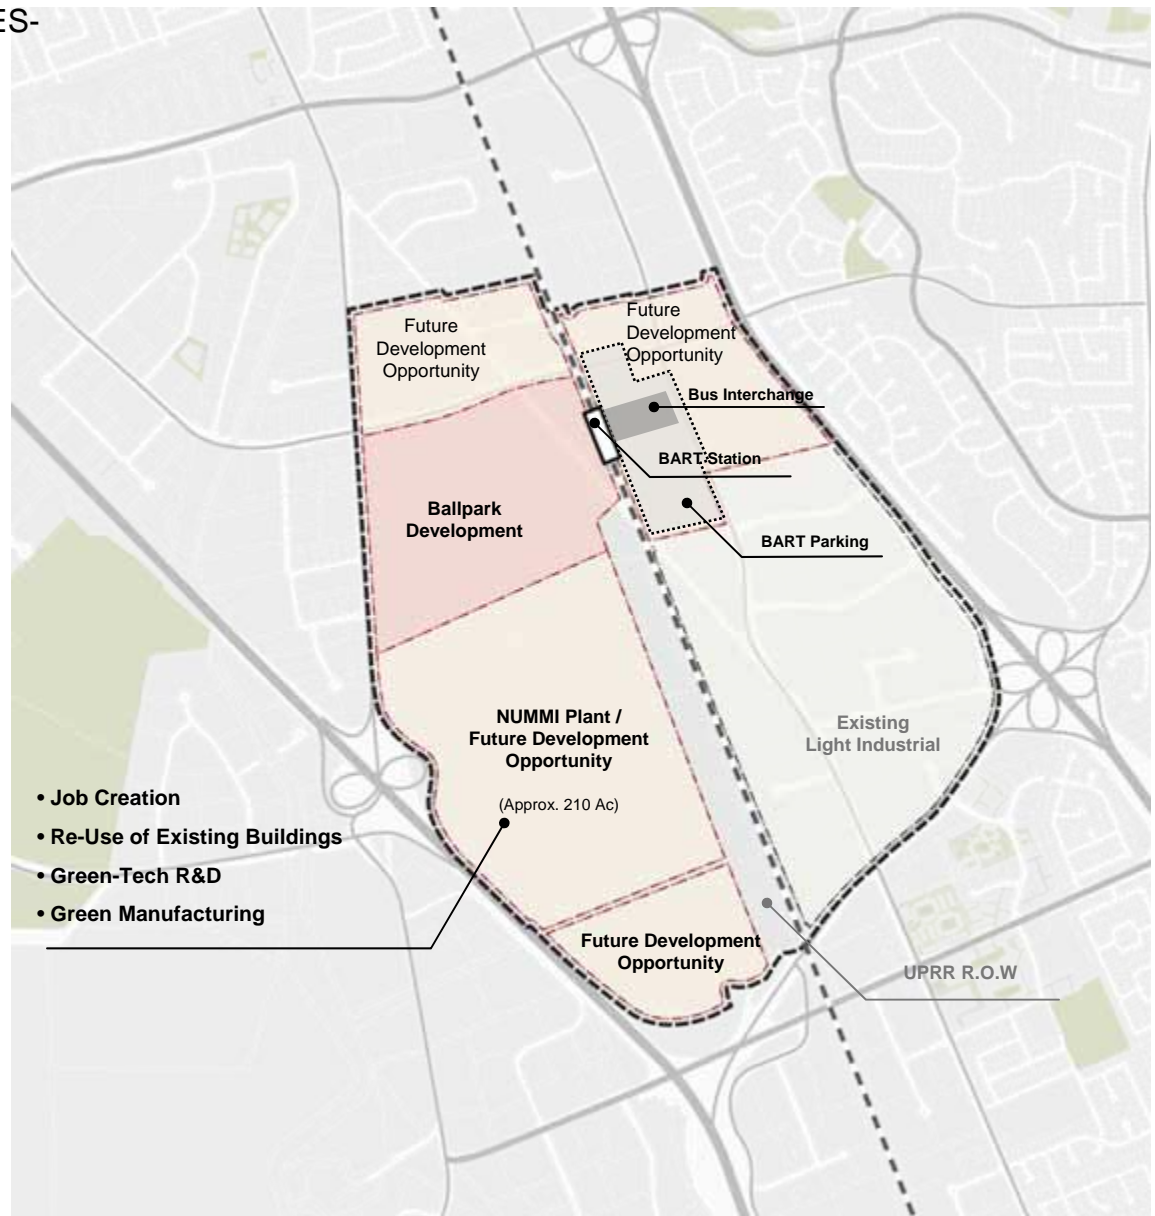 ES-
Future
Development
Opportunity
Future
Development
Opportunity
Bus Interchange
BART Station
Ballpark
Development
BART Parking
NUMMI Plant /
Future Development
Opportunity
(Approx. 210 Ac)
Existing
Light Industrial
• Job Creation
• Re-Use of Existing Buildings
• Green-Tech R&D
• Green Manufacturing
Future Development
Opportunity
UPRR R.O.W